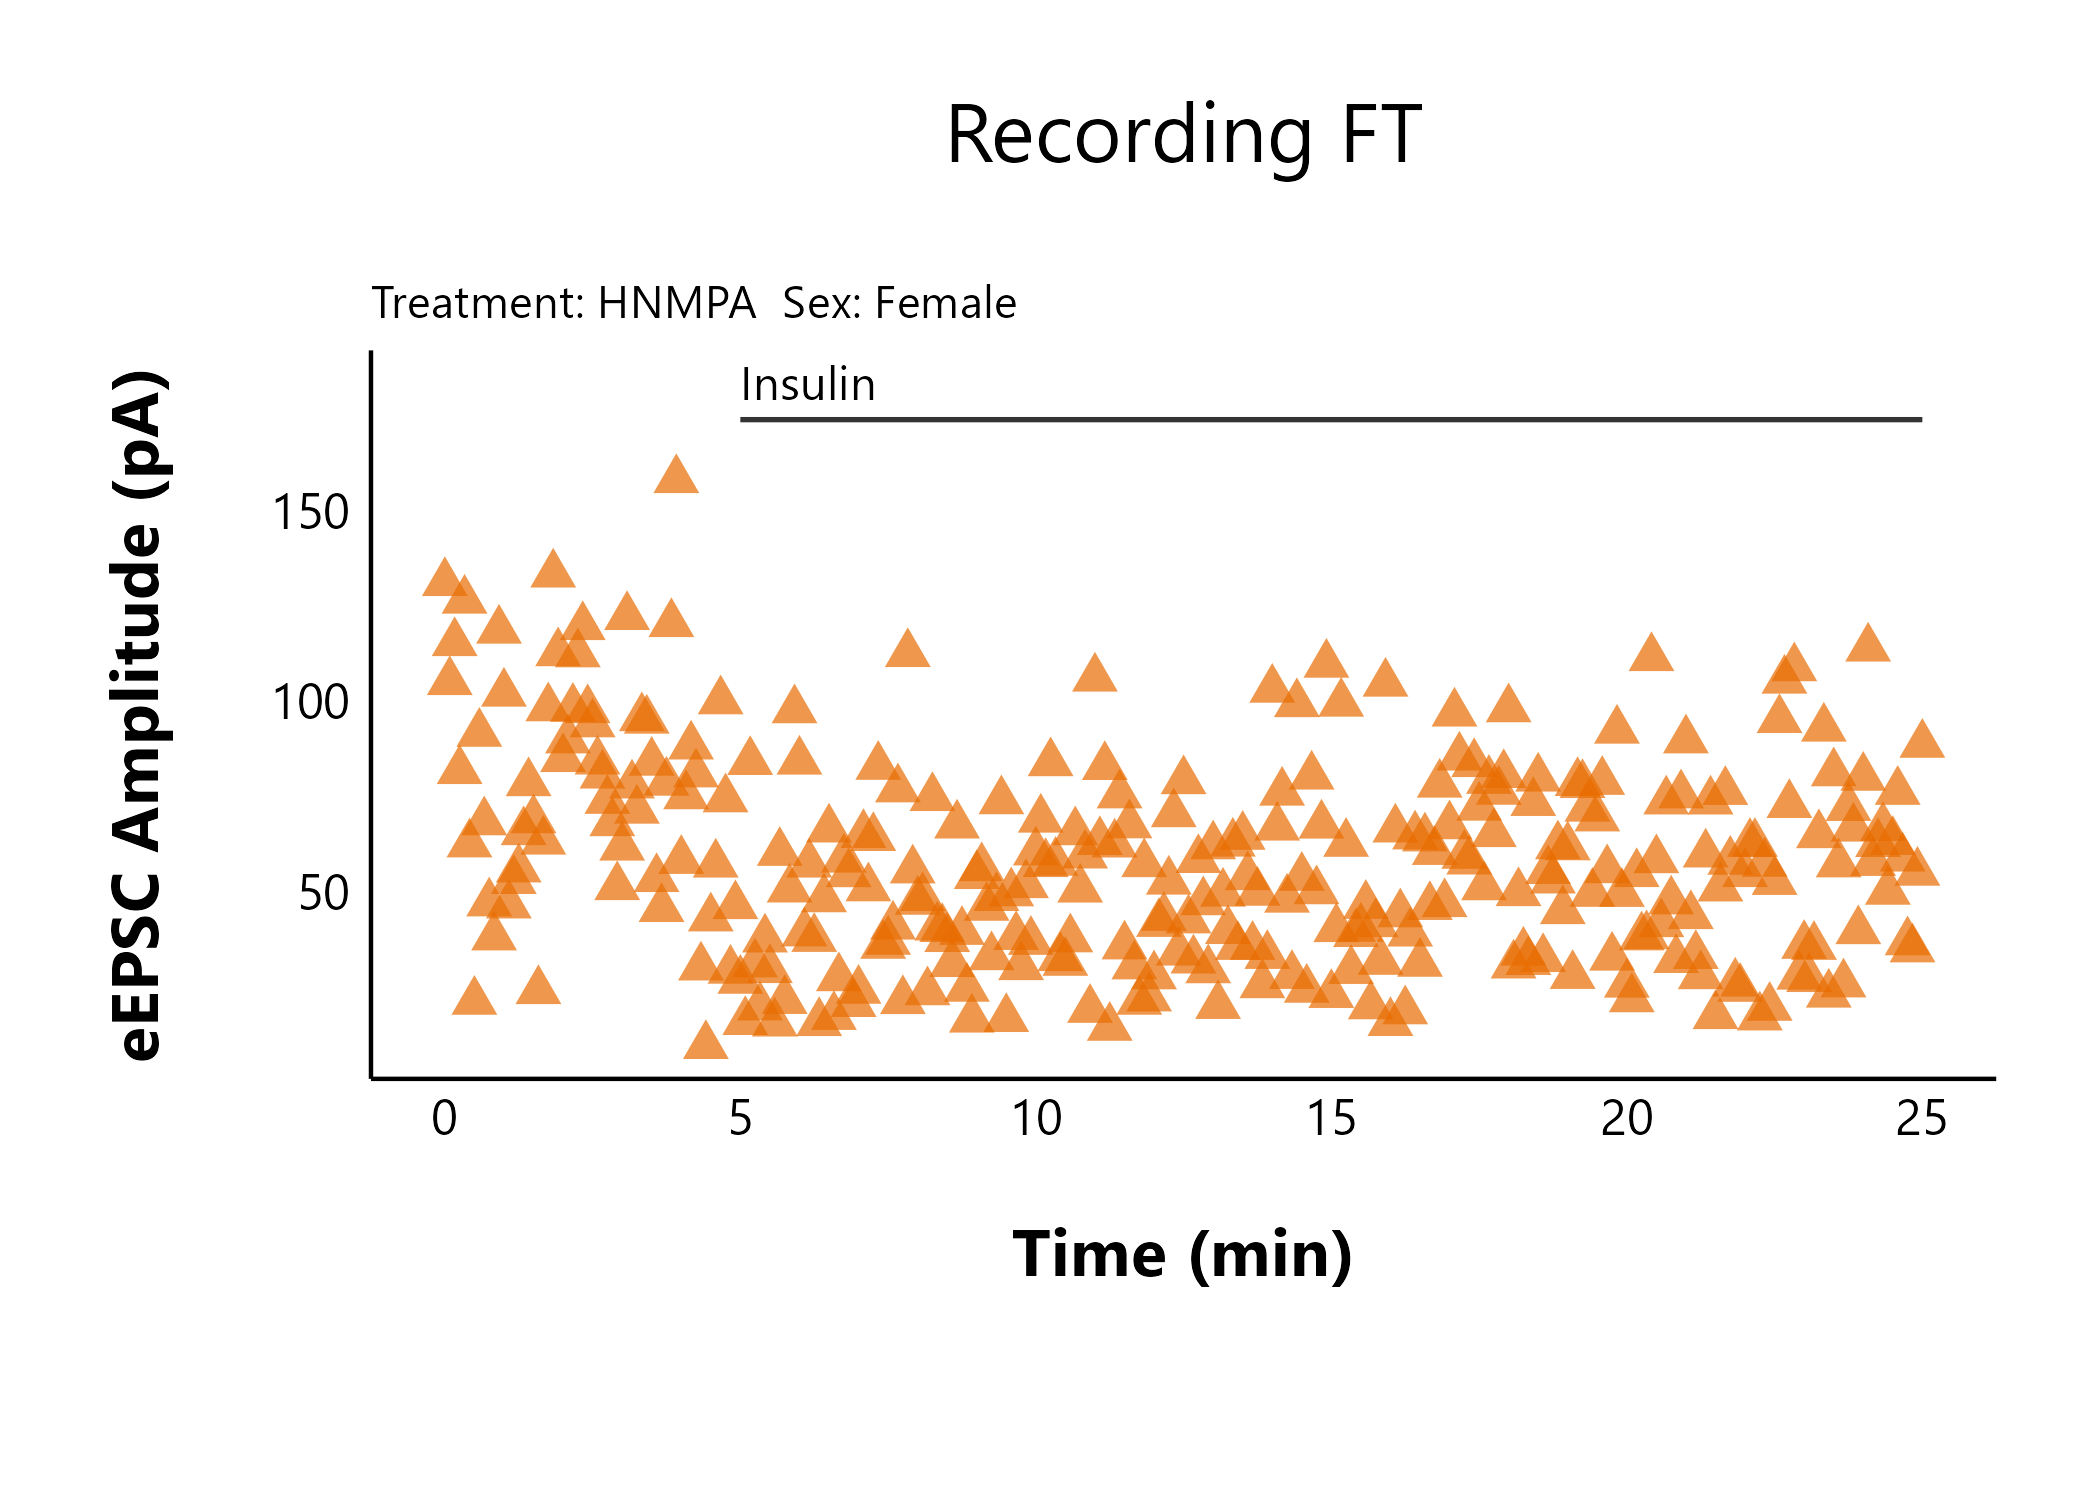 Recording FT
Treatment: HNMPA  Sex: Female
Insulin
eEPSC Amplitude (pA)
150
100
50
0 5 10 15 20 25
Time (min)